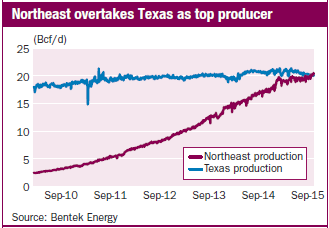 Northeast overtakes Texas as top producer
(Bcf/d)
25
20
15
10
5
0
Northeast production
Texas production
Sep-10 Sep-11 Sep-12 Sep-13 Sep-14 Sep-15
Source: Bentek Energy